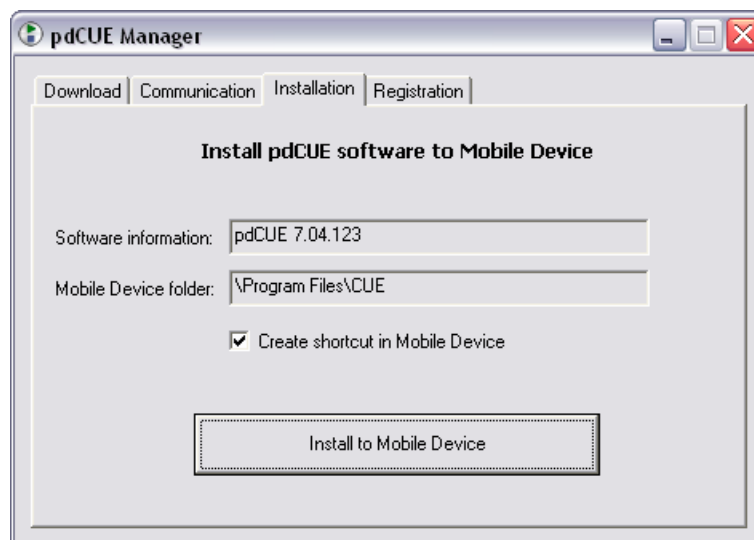 pdCUE Manager
Download Communication Installation Registration
Install pdCUE software to Mobile Device
Software information: pdCUE 7.04.123
Mobile Device folder: \Program Files\CUE
Create shortcut in Mobile Device
Install to Mobile Device